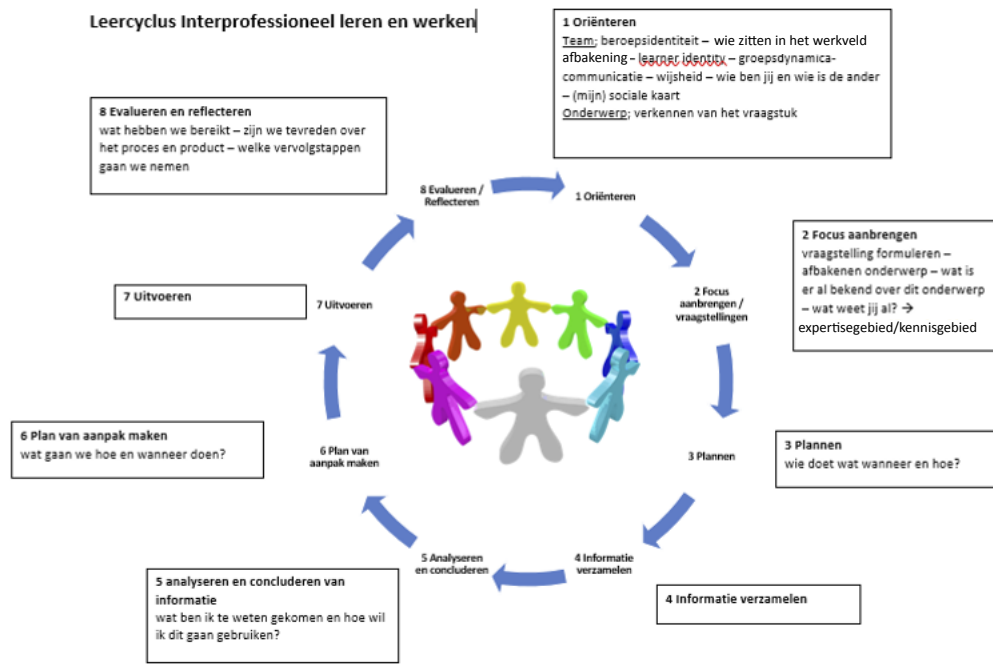 Leercyclus Interprofessioneel leren en werken
1 Oriënteren
Team; beroepsidentiteit – wie zitten in het werkveld
afbakening - learner identity – groepsdynamica-
communicatie – wijsheid – wie ben jij en wie is de ander
– (mijn) sociale kaart
Onderwerp; verkennen van het vraagstuk
8 Evalueren en reflecteren
wat hebben we bereikt – zijn we tevreden over
het proces en product – welke vervolgstappen
gaan we nemen
8 Evalueren /
Reflecteren
1 Oriënteren
2 Focus aanbrengen
vraagstelling formuleren –
afbakenen onderwerp – wat is
er al bekend over dit onderwerp
– wat weet jij al? →
expertisegebied/kennisgebied
7 Uitvoeren
7 Uitvoeren
2 Focus
aanbrengen /
vraagstellingen
6 Plan van aanpak maken
wat gaan we hoe en wanneer doen?
6 Plan van
aanpak maken
3 Plannen
3 Plannen
wie doet wat wanneer en hoe?
5 Analyseren
en concluderen
4 Informatie
verzamelen
5 analyseren en concluderen van
informatie
wat ben ik te weten gekomen en hoe wil
ik dit gaan gebruiken?
4 Informatie verzamelen